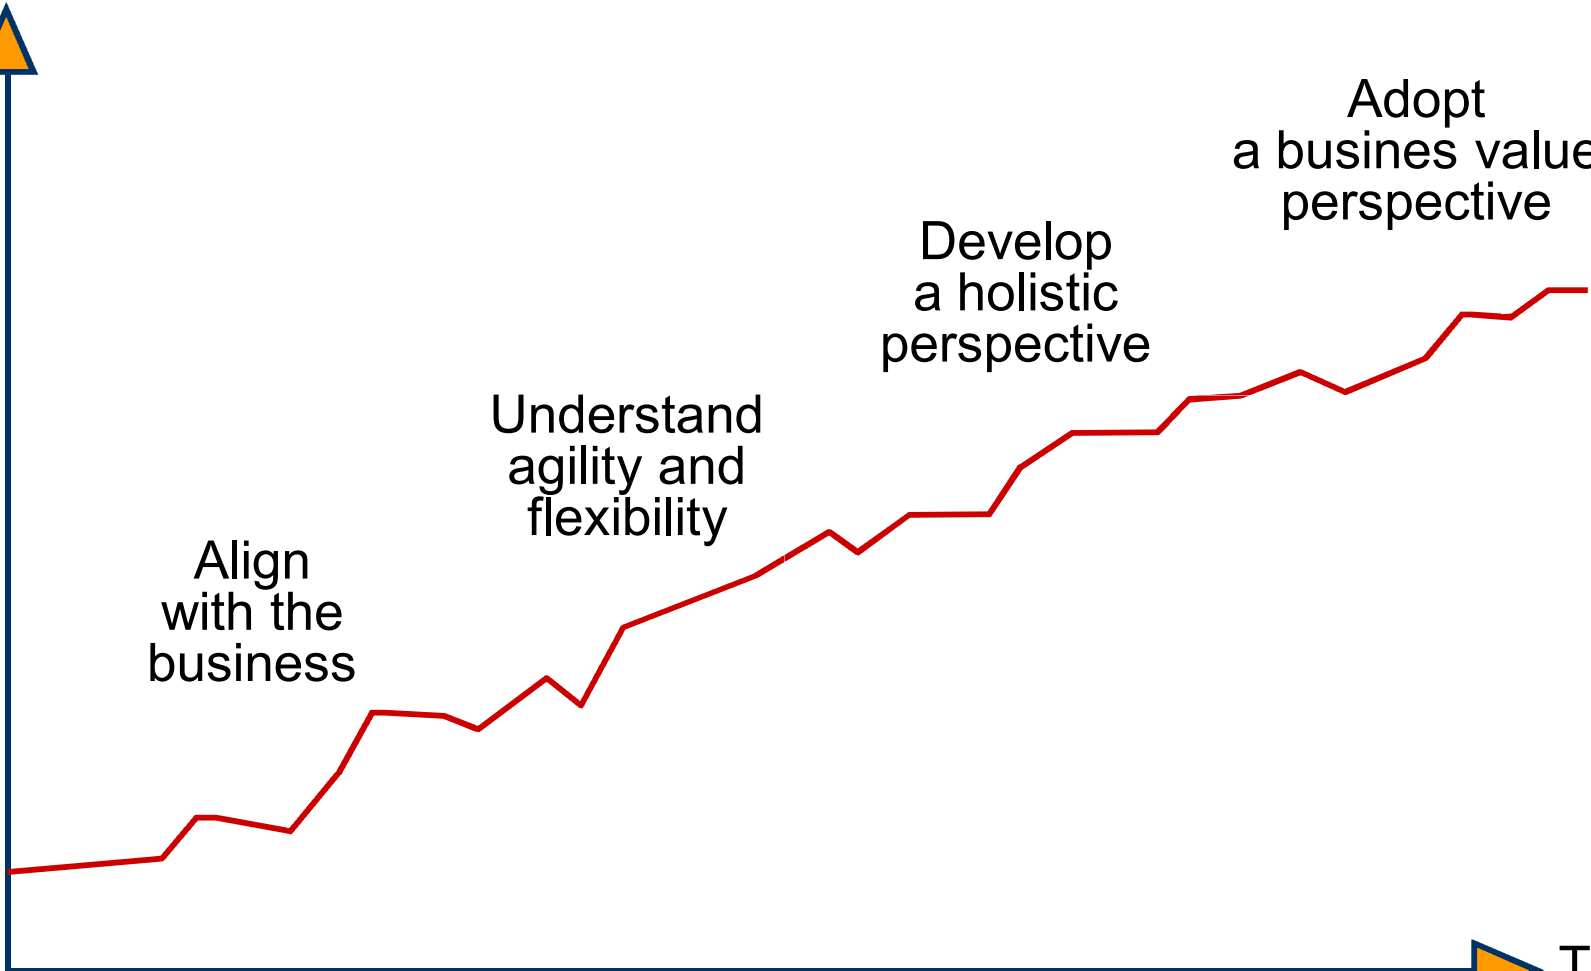 Adopt
a busines value
perspective
Develop
a holistic
perspective
Understand
agility and
flexibility
Align
with the
business
T